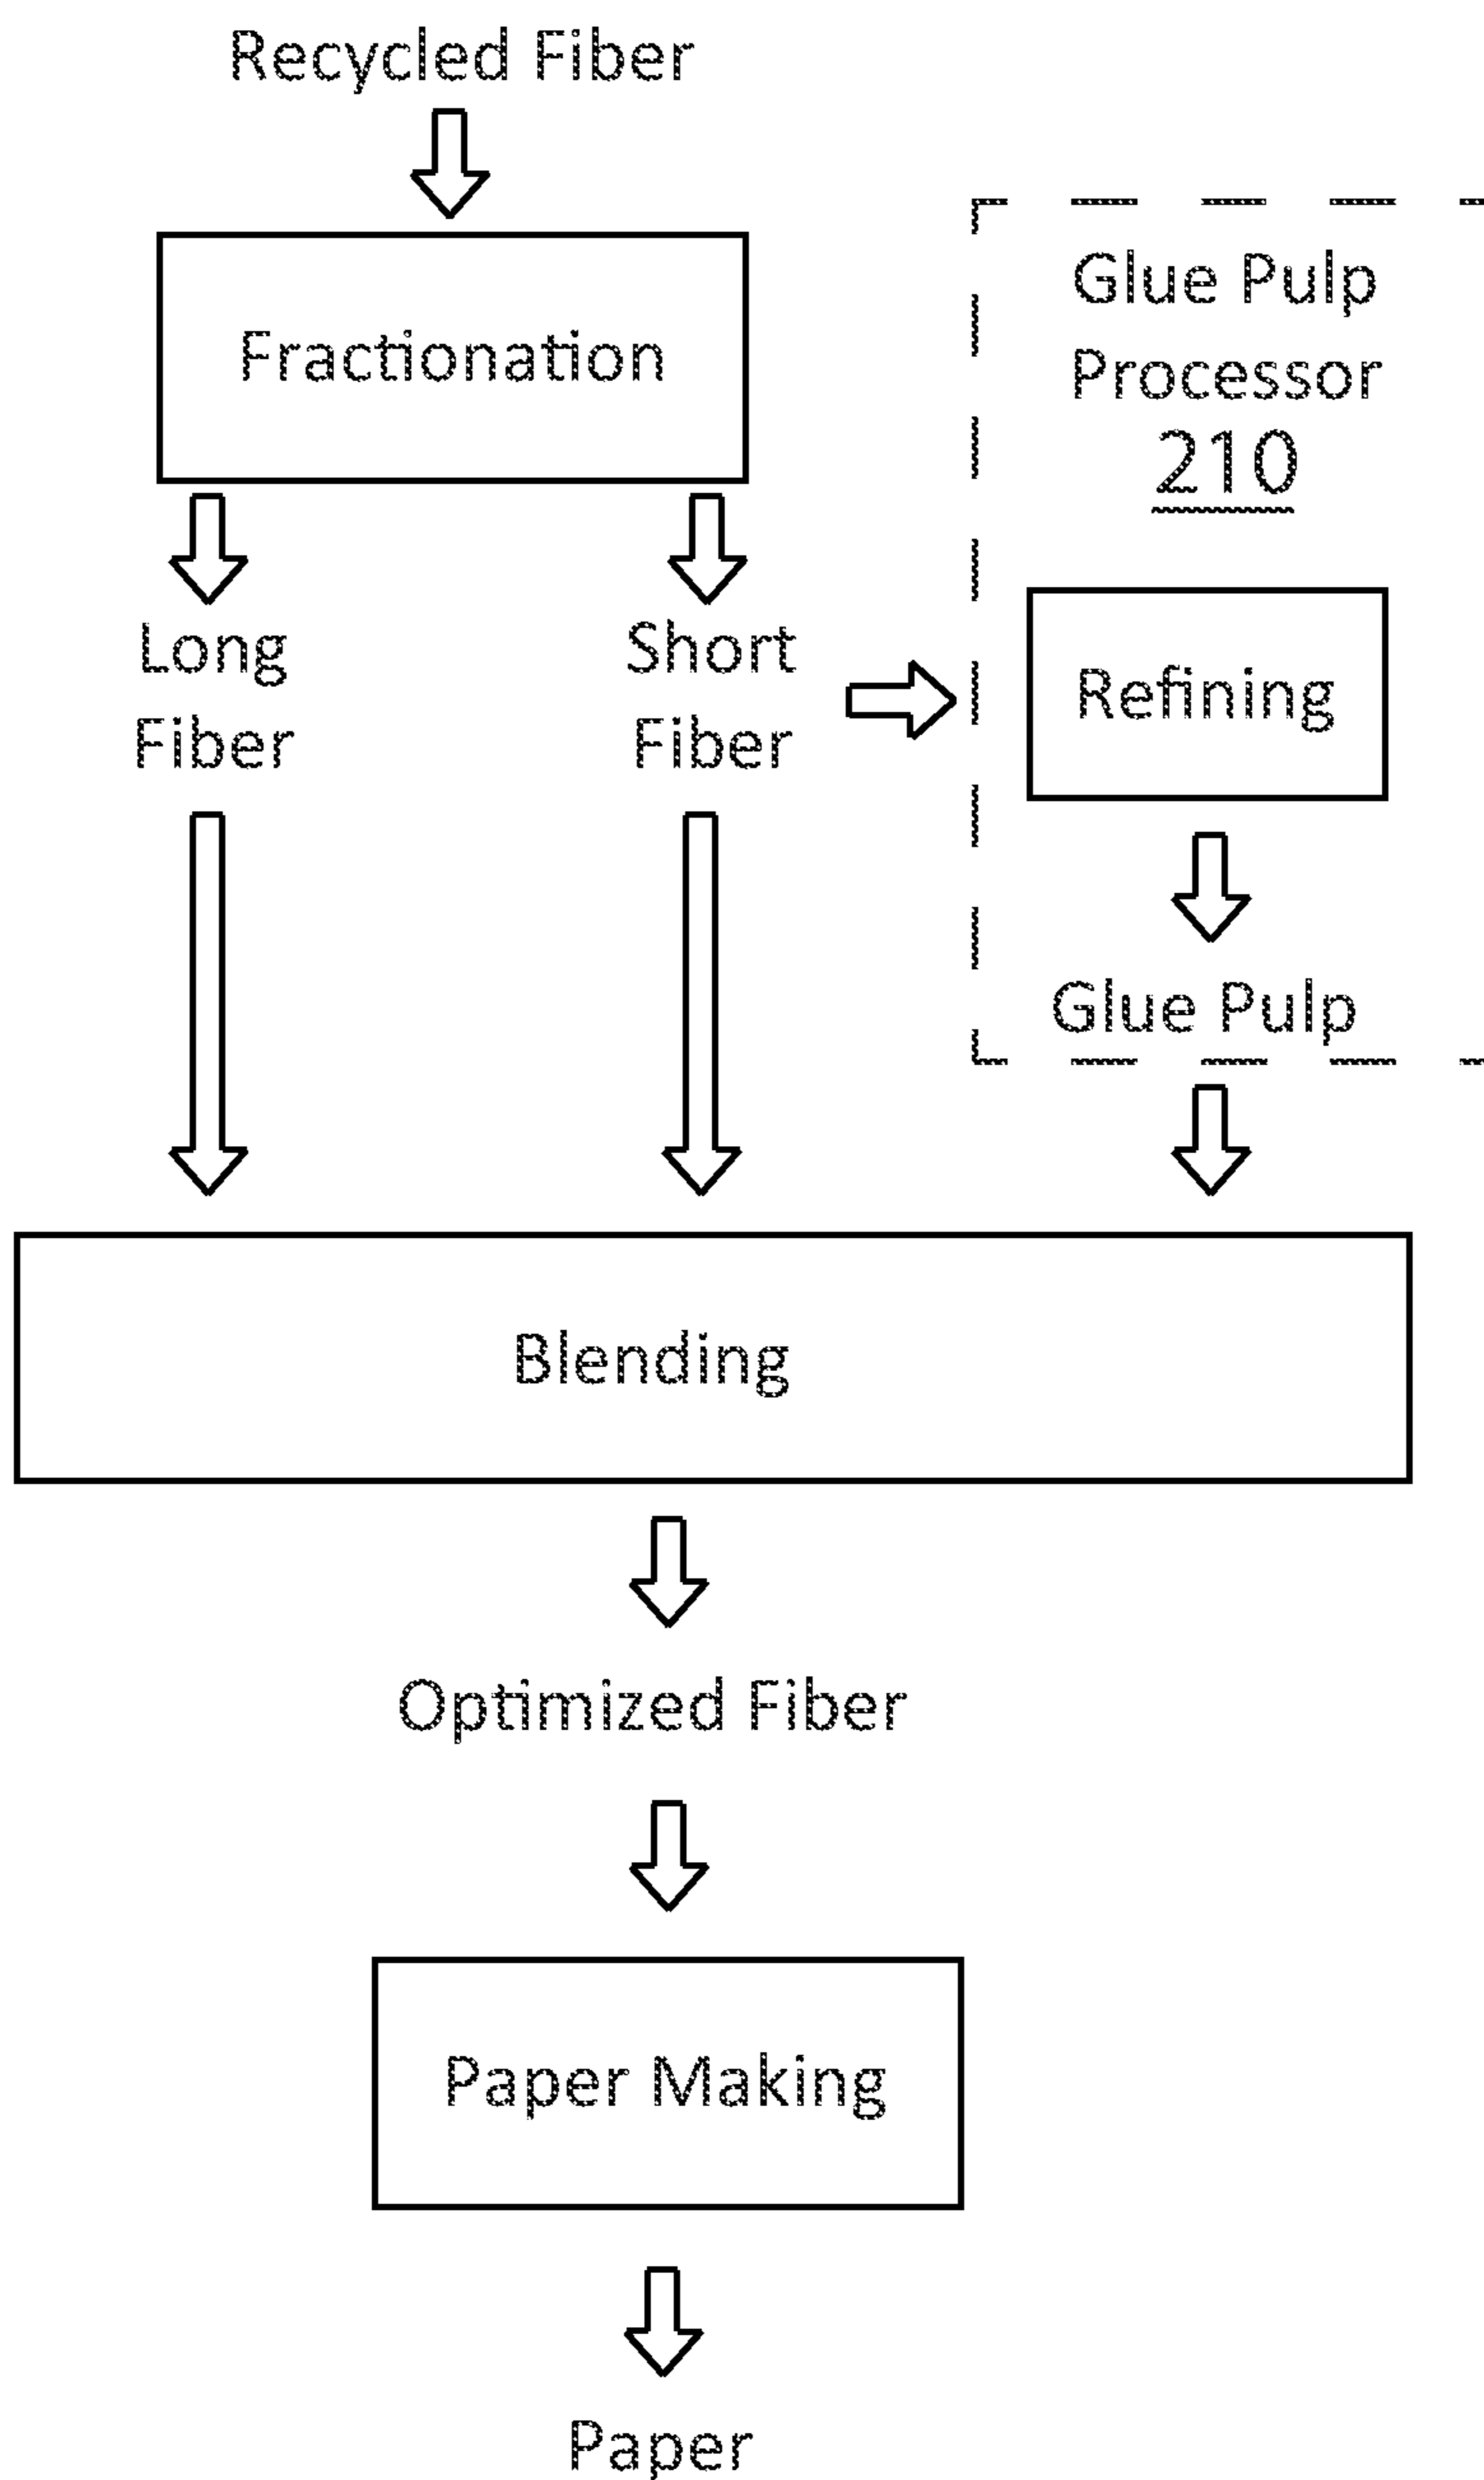 Recycled Fiber
Fractionation
Glue Pulp
Processor
210
Long
Fiber
Short
Fiber
Refining
Glue Pulp
Blending
Optimized Fiber
Paper Making
Paper